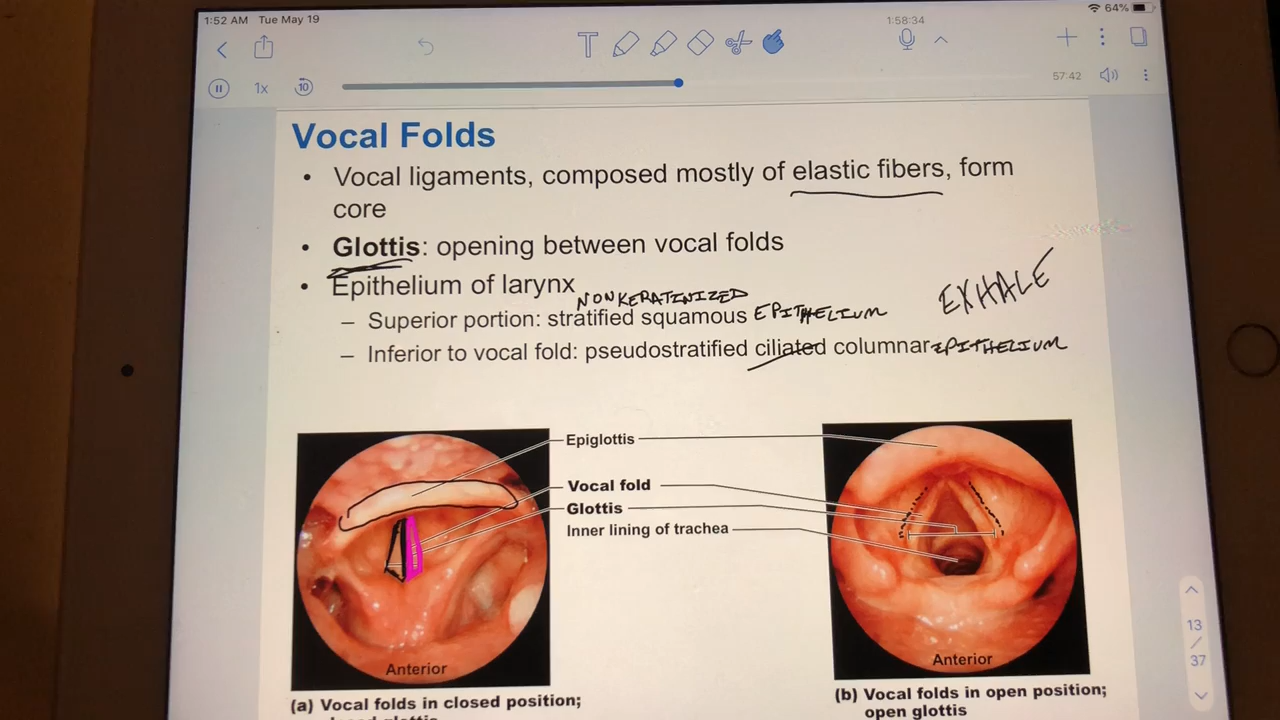 1:52 AM Tue May 19
64%
1:58:34
T
1x
10
57:42
Vocal Folds
• Vocal ligaments, composed mostly of elastic fibers, form
core
• Glottis: opening between vocal folds
• Epithelium of larynx
NONKERATINIZED
– Superior portion: stratified squamous EPITHELIUM
EXHALE
– Inferior to vocal fold: pseudostratified ciliated columnar EPITHELIUM
Epiglottis
Vocal fold
Glottis
Inner lining of trachea
Anterior
Anterior
(a) Vocal folds in closed position;
glottis
(b) Vocal folds in open position;
open glottis
13
/
37